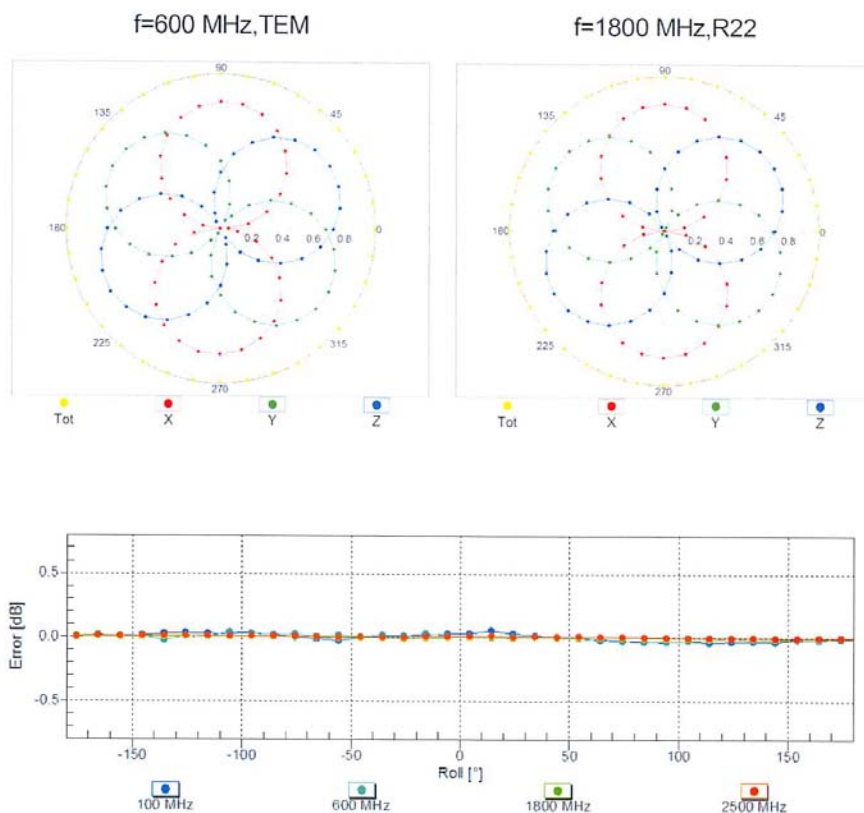 f=600 MHz,TEM
f=1800 MHz,R22
90
135
45
180
0.2 0.4 0.6 0.8
0
225
315
270
Tot
X
Y
Z
90
135
45
180
0.2 0.4 0.6 0.8
0
225
315
270
Tot
X
Y
Z
Error [dB]
0.5
0.0
-0.5
-150
-100
-50
0
50
100
150
Roll [°]
100 MHz
600 MHz
1800 MHz
2500 MHz